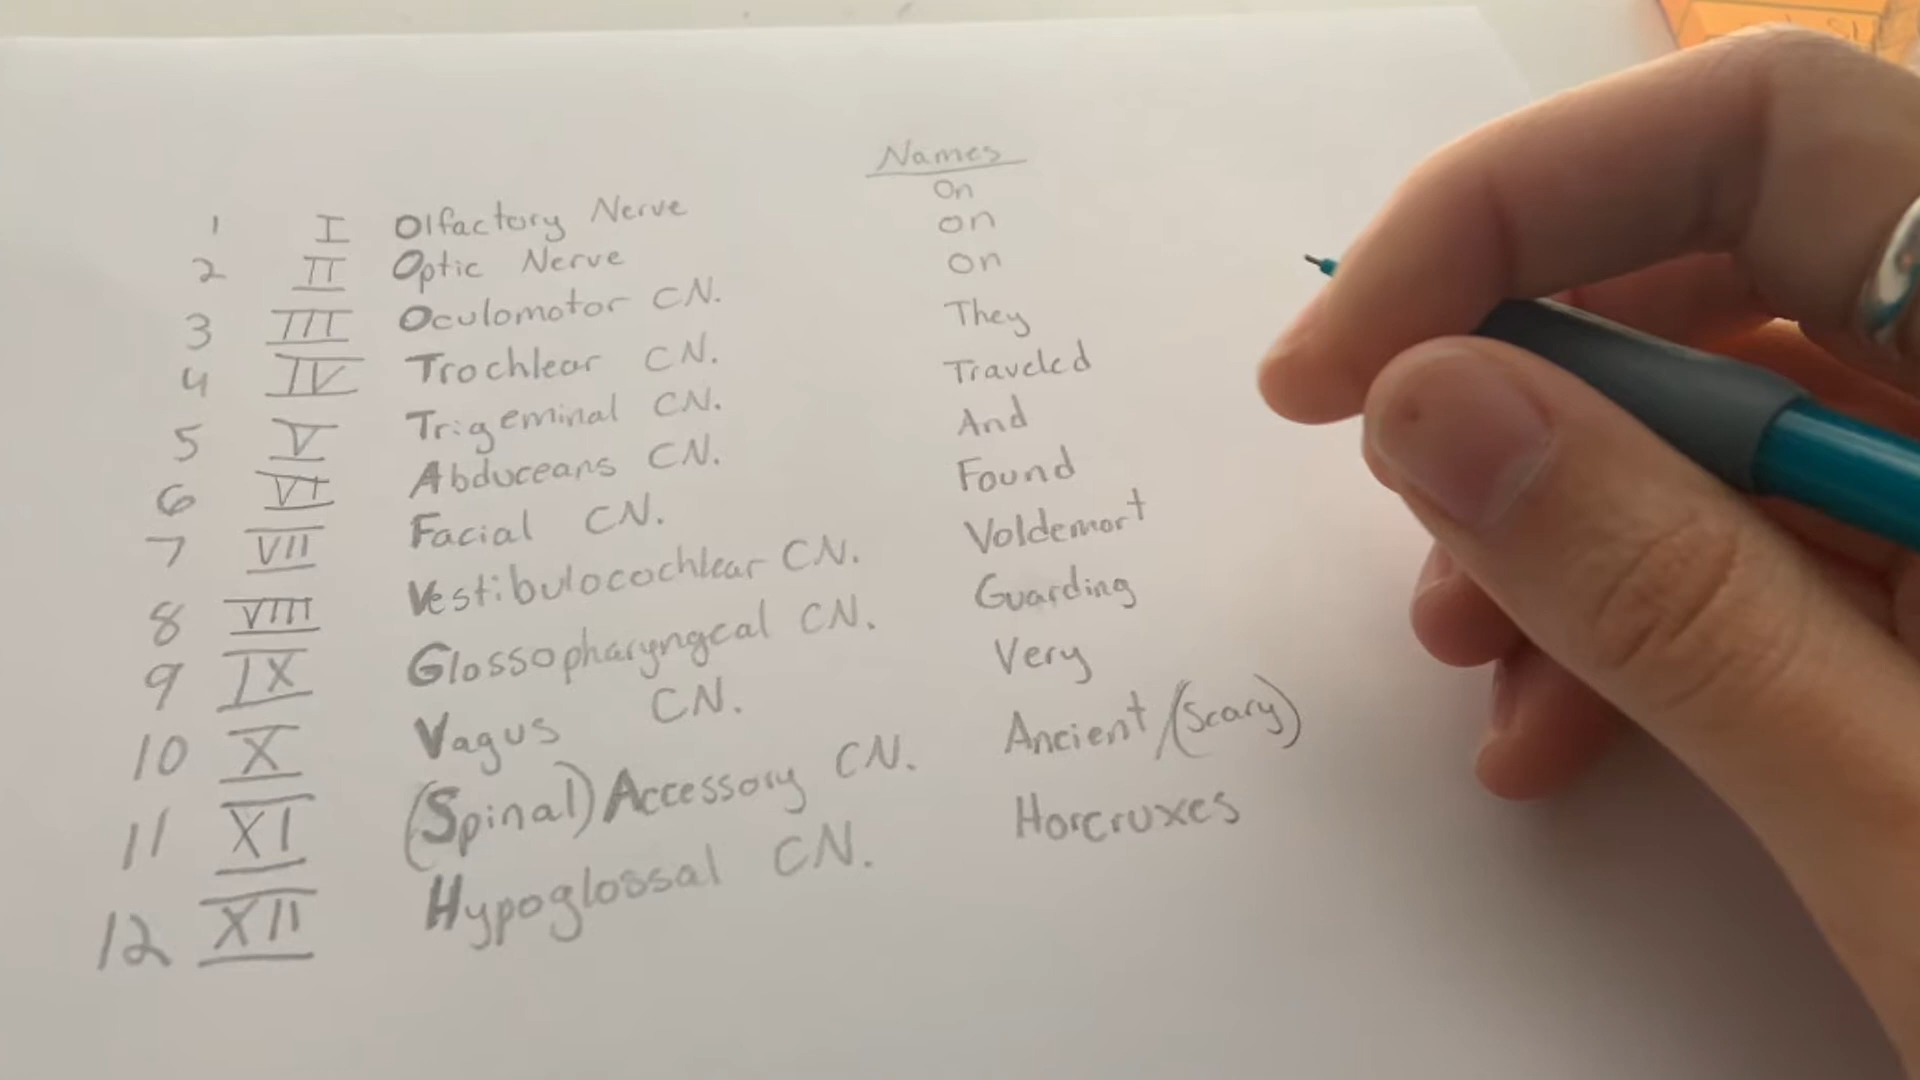 Names
1 I Olfactory Nerve On
2 II Optic Nerve on
3 III Oculomotor CN. on
4 IV Trochlear CN. They
5 V Trigeminal CN. Traveled
6 VI Abduceans CN. And
7 VII Facial CN. Found
8 VIII Vestibulocochlear CN. Voldemort
9 IX Glossopharyngeal CN. Guarding
10 X Vagus CN. Very
11 XI (Spinal) Accessory CN. Ancient/(Scary)
12 XII Hypoglossal CN. Horcruxes